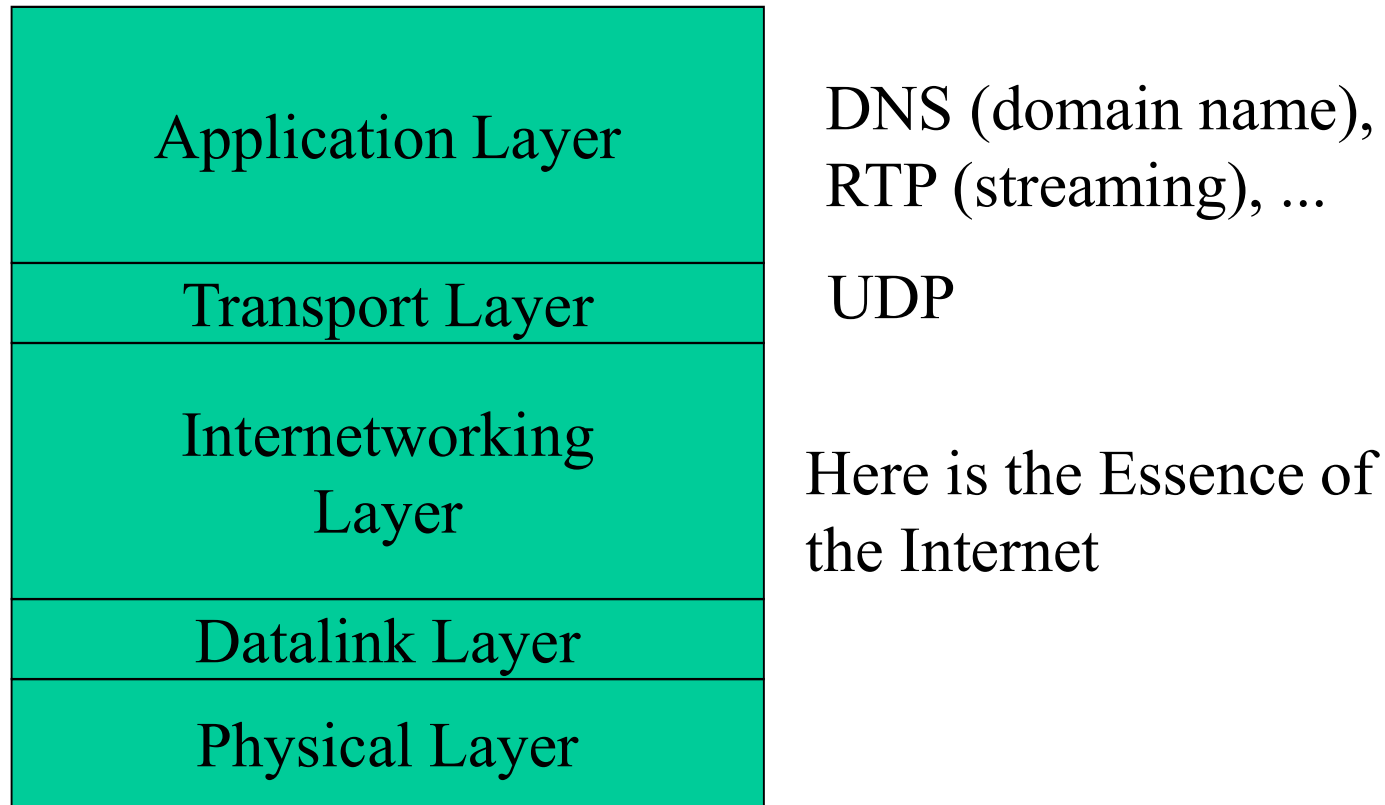 Application Layer
DNS (domain name),
RTP (streaming), ...
Transport Layer
UDP
Internetworking
Layer
Here is the Essence of
the Internet
Datalink Layer
Physical Layer